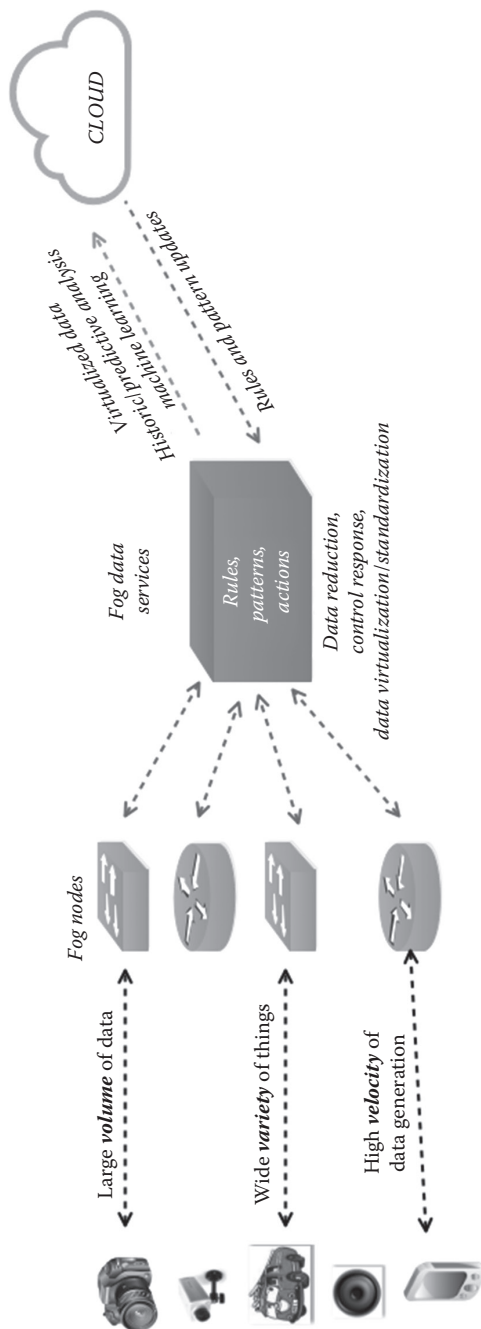 Large volume of data
Wide variety of things
High velocity of
data generation
Fog nodes
Fog data
services
Rules,
patterns,
actions
Data reduction,
control response,
data virtualization/standardization
Virtualized data
Historic/predictive analysis
machine learning
Rules and pattern updates
CLOUD